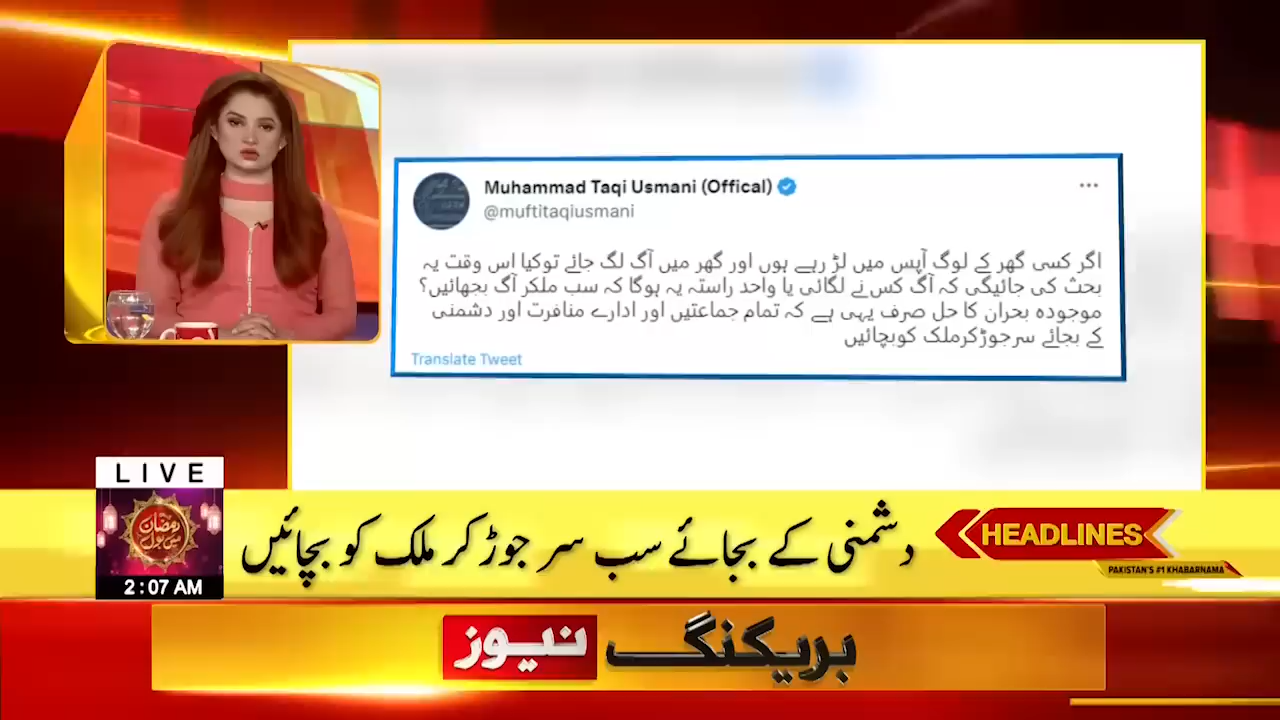 Muhammad Taqi Usmani (Offical)
@muftitaqiusmani
اگر کسی گھر کے لوگ آپس میں لڑ رہے ہوں اور گھر میں آگ لگ جائے توکیا اس وقت یہ
بحث کی جائیگی کہ آگ کس نے لگائی یا واحد راستہ یہ ہوگا کہ سب ملکر آگ بجھائیں؟
موجودہ بحران کا حل صرف یہی ہے کہ تمام جماعتیں اور ادارے منافرت اور دشمنی
کے بجائے سرجوڑکرملک کوبچائیں
Translate Tweet
LIVE
رمضان
میں بول
2:07 AM
HEADLINES
PAKISTAN'S #1 KHABARNAMA
دشمنی کے بجائے سب سر جوڑ کر ملک کو بچائیں
بریکنگ نیوز